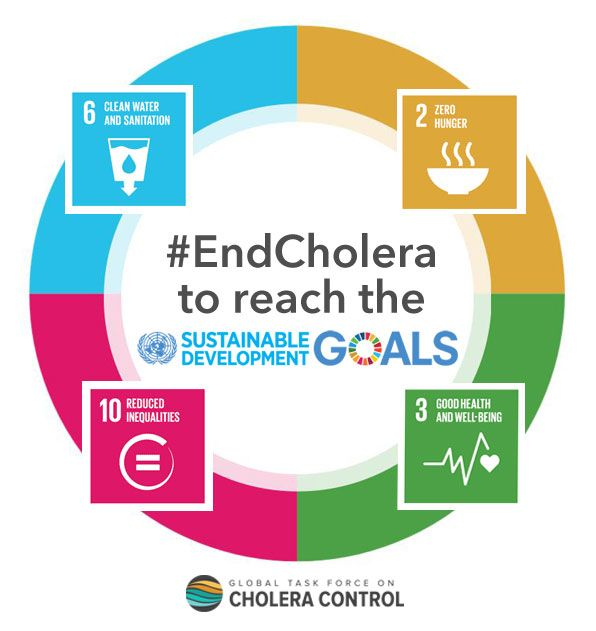 6 CLEAN WATER
AND SANITATION
2 ZERO
HUNGER
#EndCholera
to reach the
SUSTAINABLE
DEVELOPMENT GOALS
10 REDUCED
INEQUALITIES
3 GOOD HEALTH
AND WELL-BEING
GLOBAL TASK FORCE ON
CHOLERA CONTROL